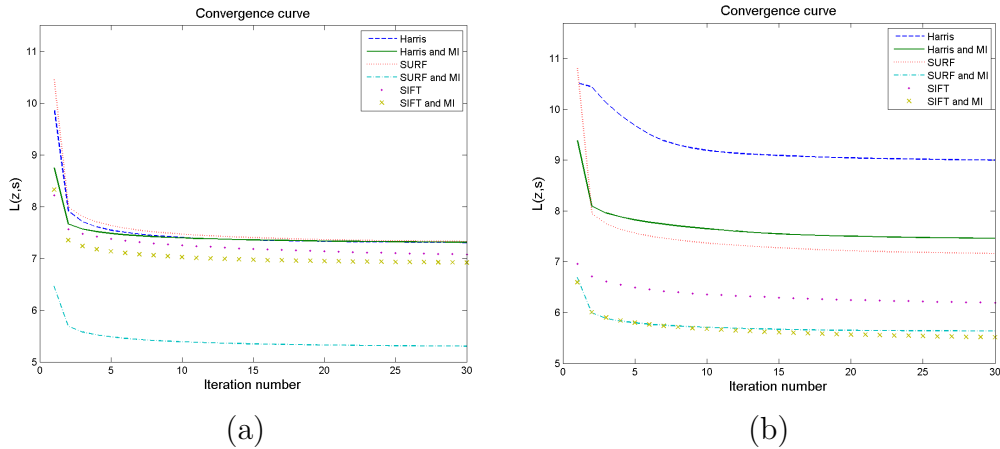 Convergence curve
L(z,s)
11
10
9
8
7
6
5
0 5 10 15 20 25 30
Iteration number
Harris
Harris and MI
SURF
SURF and MI
SIFT
SIFT and MI
(a)
Convergence curve
L(z,s)
11
10
9
8
7
6
5
0 5 10 15 20 25 30
Iteration number
Harris
Harris and MI
SURF
SURF and MI
SIFT
SIFT and MI
(b)